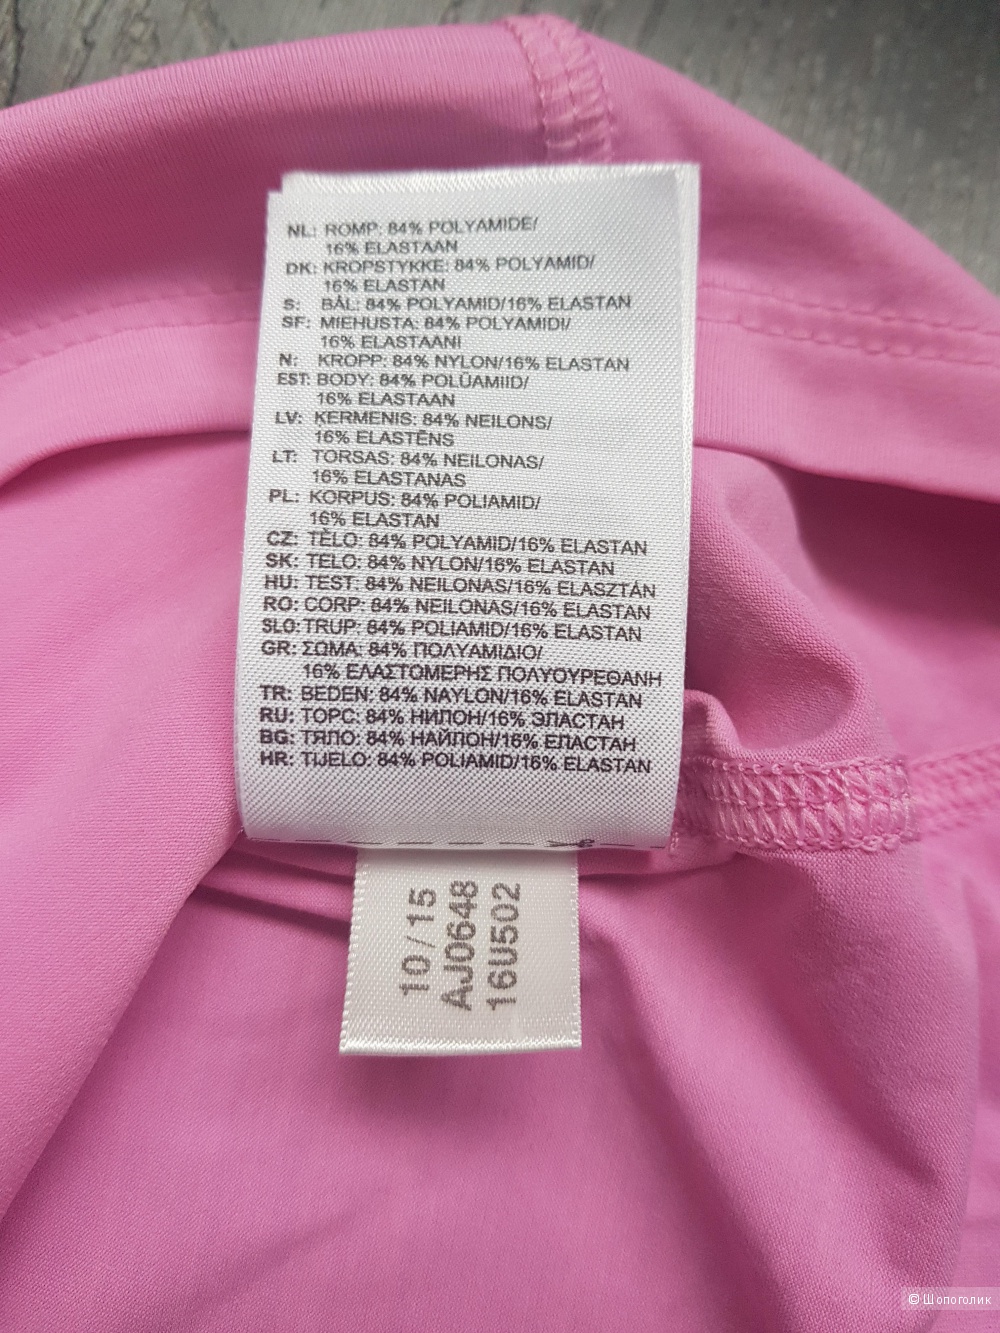 NL: ROMP: 84% POLYAMIDE/
16% ELASTAAN
DK: KROPSTYKKE: 84% POLYAMID/
16% ELASTAN
S: BÅL: 84% POLYAMID/16% ELASTAN
SF: MIEHUSTA: 84% POLYAMIDI/
16% ELASTAANI
N: KROPP: 84% NYLON/16% ELASTAN
EST: BODY: 84% POLÜAMIID/
16% ELASTAAN
LV: ĶERMENIS: 84% NEILONS/
16% ELASTĒNS
LT: TORSAS: 84% NEILONAS/
16% ELASTANAS
PL: KORPUS: 84% POLIAMID/
16% ELASTAN
CZ: TĚLO: 84% POLYAMID/16% ELASTAN
SK: TELO: 84% NYLON/16% ELASTAN
HU: TEST: 84% NEILONAS/16% ELASZTÁN
RO: CORP: 84% NEILONAS/16% ELASTAN
SLO: TRUP: 84% POLIAMID/16% ELASTAN
GR: ΣΩΜΑ: 84% ΠΟΛΥΑΜΙΔΙΟ/
16% ΕΛΑΣΤΟΜΕΡΗΣ ΠΟΛΥΟΥΡΕΘΑΝΗ
TR: BEDEN: 84% NAYLON/16% ELASTAN
RU: ТОРС: 84% НИЛОН/16% ЭЛАСТАН
BG: ТЯЛО: 84% НАЙЛОН/16% ЕЛАСТАН
HR: TIJELO: 84% POLIAMID/16% ELASTAN
10/15
AJ0648
16U502
© Шопоголик